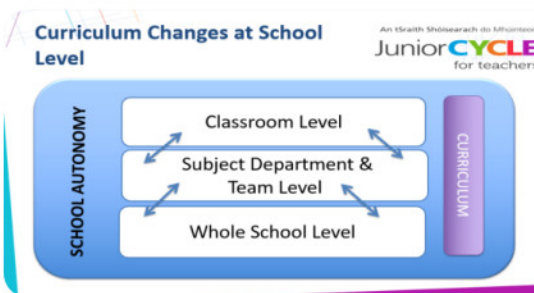 Curriculum Changes at School
Level
An tSraith Shóisearach do Mhúinteoi
JuniorCYCLE
for teachers
SCHOOL AUTONOMY
Classroom Level
Subject Department &
Team Level
Whole School Level
CURRICULUM